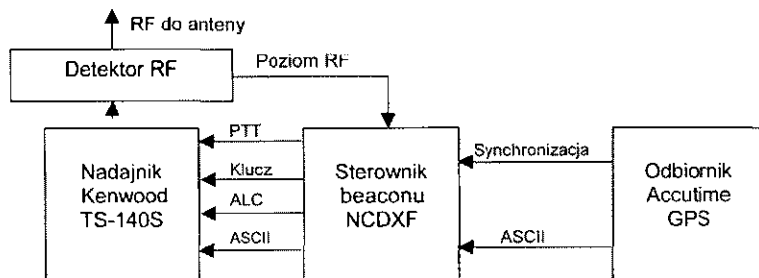 RF do anteny
Detektor RF
Poziom RF
Nadajnik
Kenwood
TS-140S
PTT
Klucz
ALC
ASCII
Sterownik
beaconu
NCDXF
Synchronizacja
ASCII
Odbiornik
Accutime
GPS